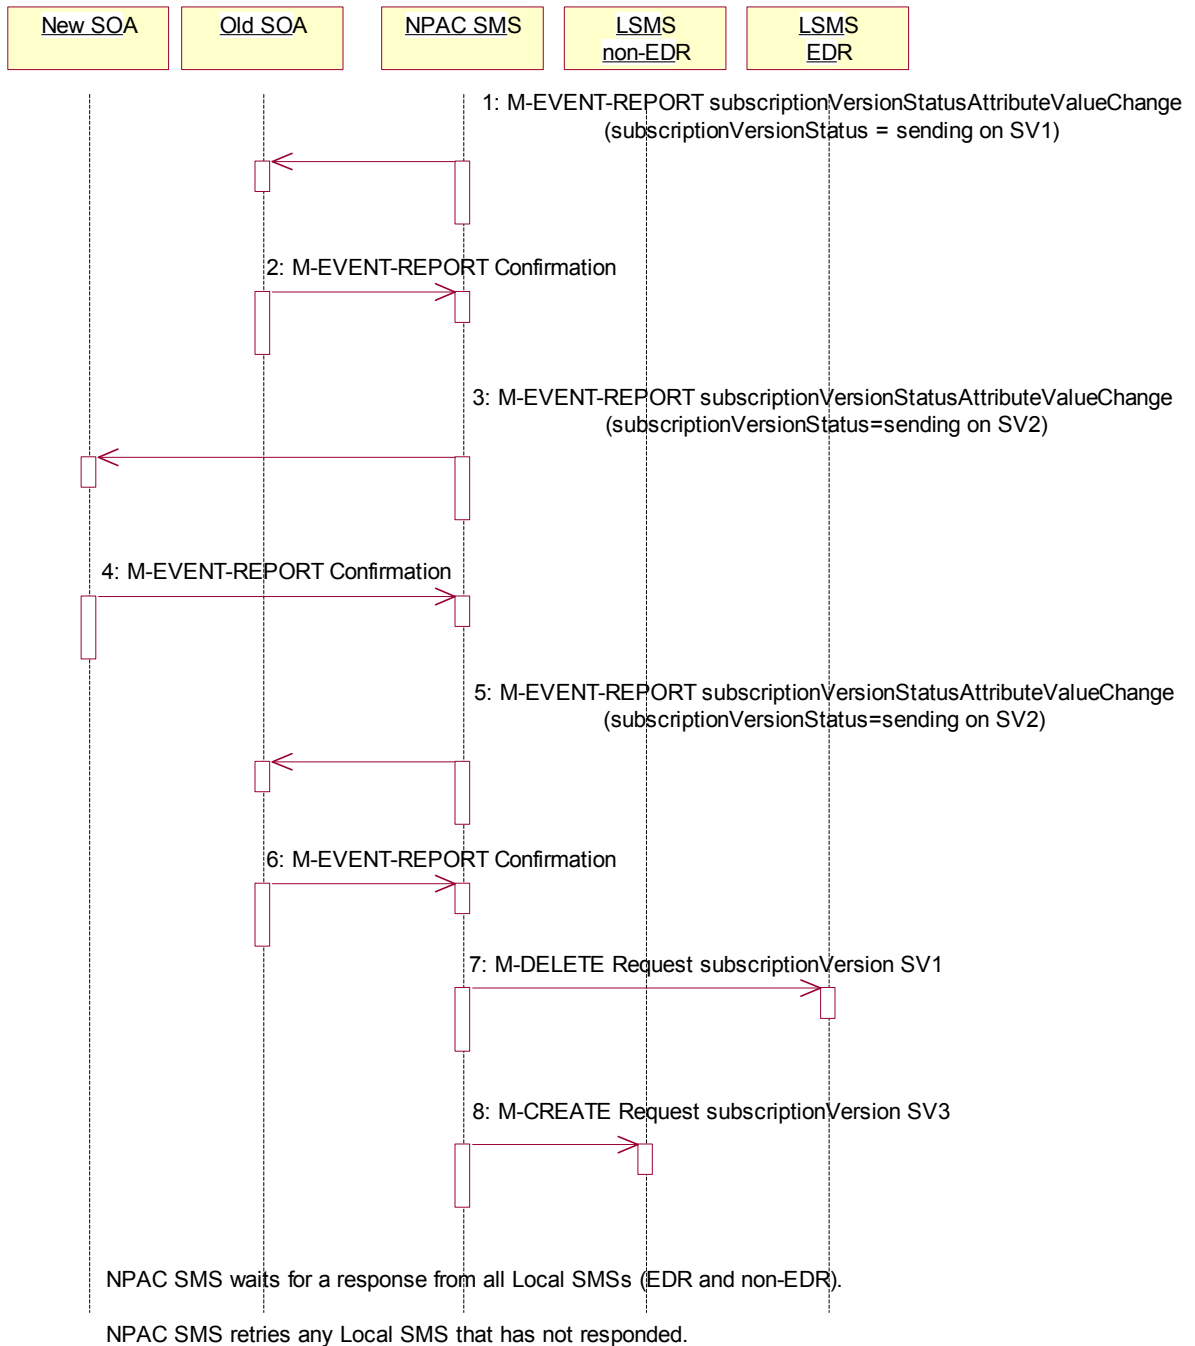 New SOA
Old SOA
NPAC SMS
LSMS
non-EDR
LSMS
EDR
1: M-EVENT-REPORT subscriptionVersionStatusAttributeValueChange
(subscriptionVersionStatus = sending on SV1)
2: M-EVENT-REPORT Confirmation
3: M-EVENT-REPORT subscriptionVersionStatusAttributeValueChange
(subscriptionVersionStatus=sending on SV2)
4: M-EVENT-REPORT Confirmation
5: M-EVENT-REPORT subscriptionVersionStatusAttributeValueChange
(subscriptionVersionStatus=sending on SV2)
6: M-EVENT-REPORT Confirmation
7: M-DELETE Request subscriptionVersion SV1
8: M-CREATE Request subscriptionVersion SV3
NPAC SMS waits for a response from all Local SMSs (EDR and non-EDR).
NPAC SMS retries any Local SMS that has not responded.